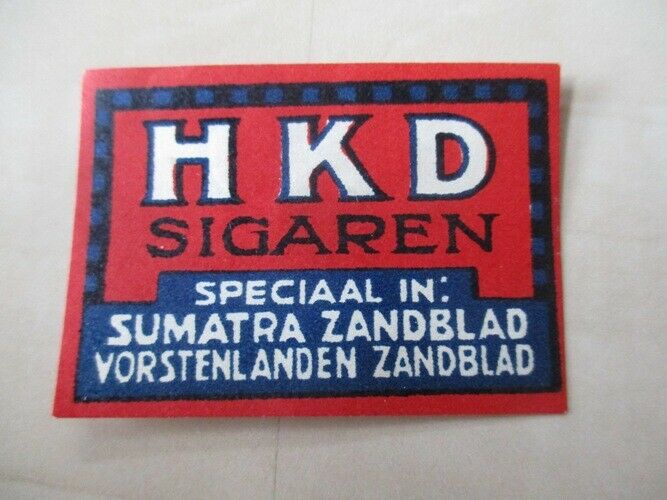 HKD
SIGAREN
SPECIAAL IN:
SUMATRA ZANDBLAD
VORSTENLANDEN ZANDBLAD